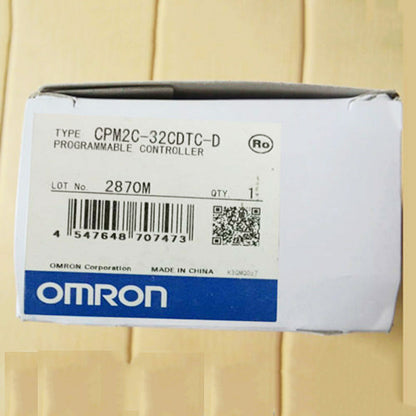 TYPE CPM2C-32CDTC-D
PROGRAMMABLE CONTROLLER
Ro
LOT No. 2870M QTY 1
4 547648 707473
OMRON Corporation MADE IN CHINA
OMRON